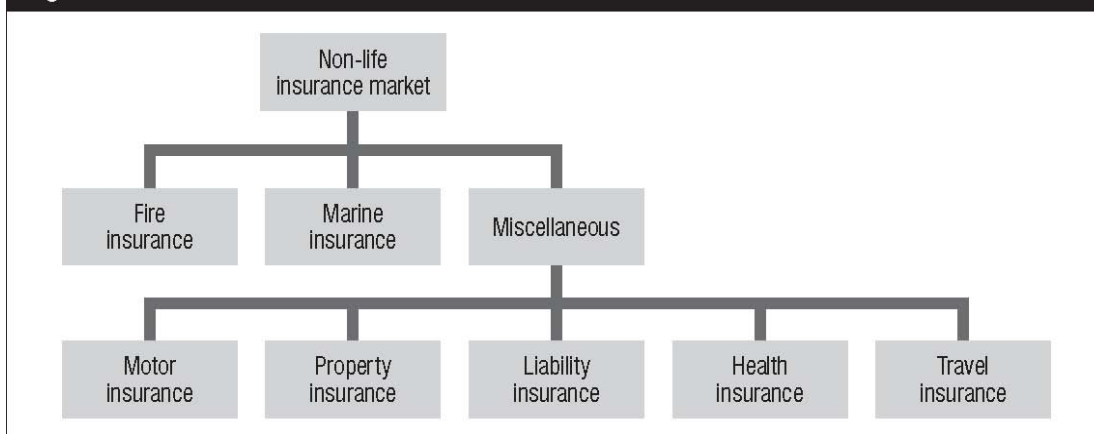 Non-life
insurance market
Fire
insurance
Marine
insurance
Miscellaneous
Motor
insurance
Property
insurance
Liability
insurance
Health
insurance
Travel
insurance